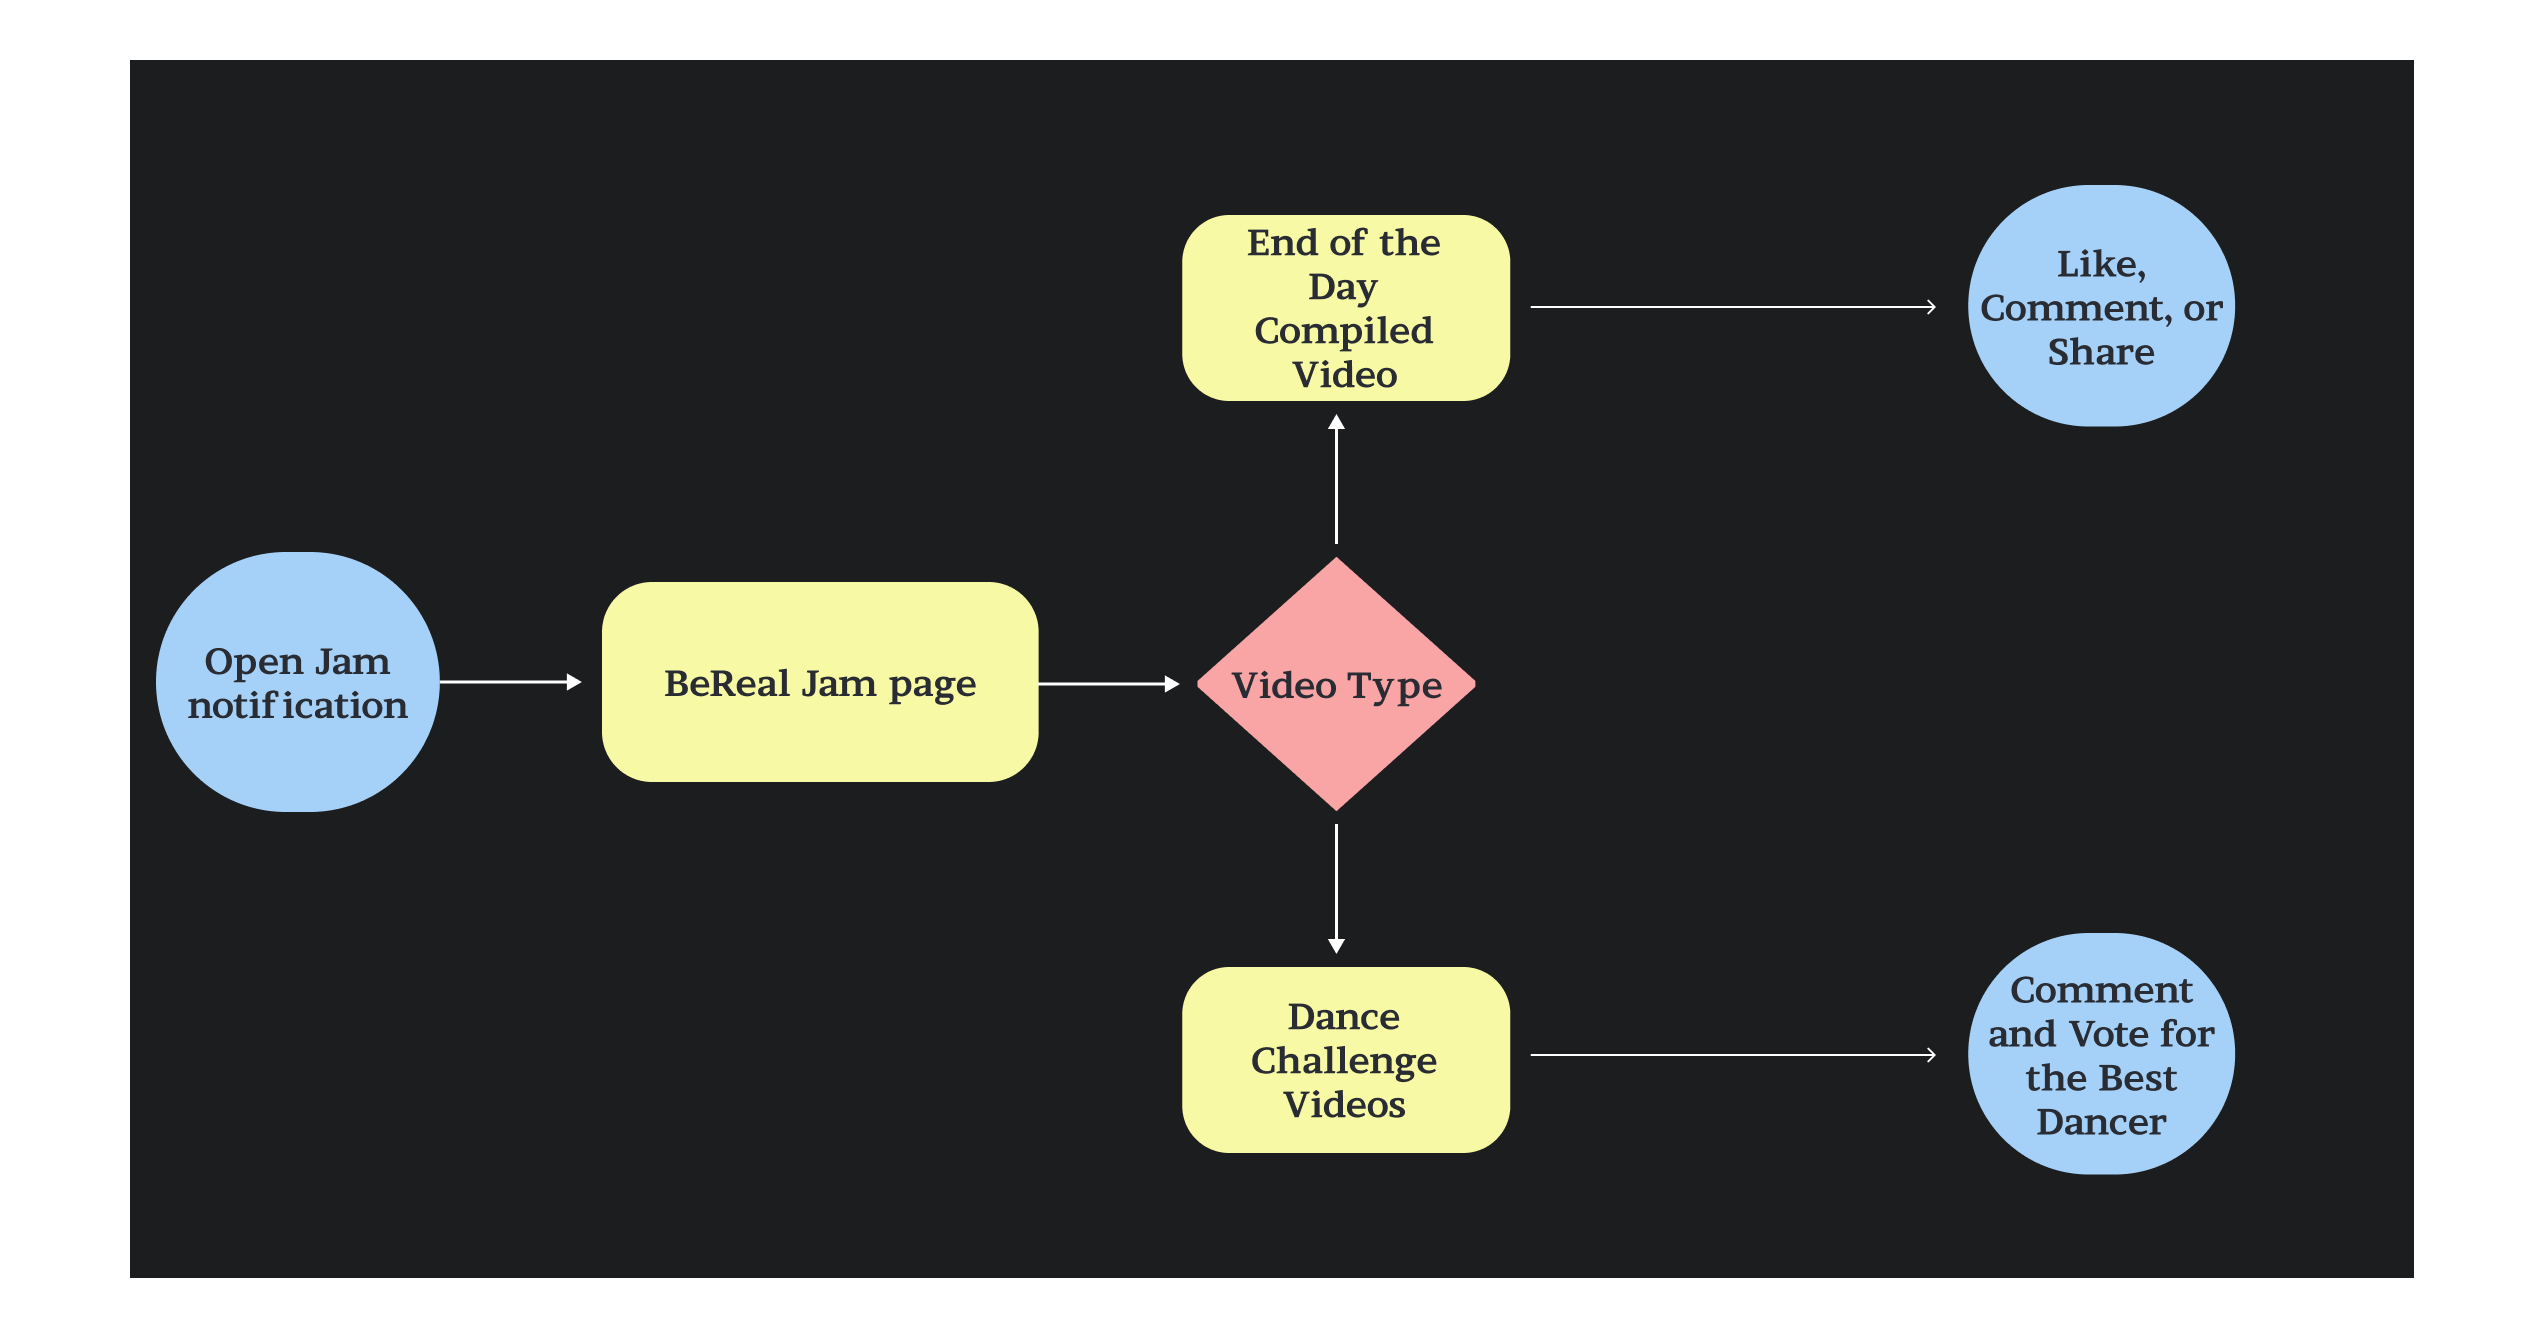 Open Jam
notification
BeReal Jam page
Video Type
End of the
Day
Compiled
Video
Like,
Comment, or
Share
Dance
Challenge
Videos
Comment
and Vote for
the Best
Dancer